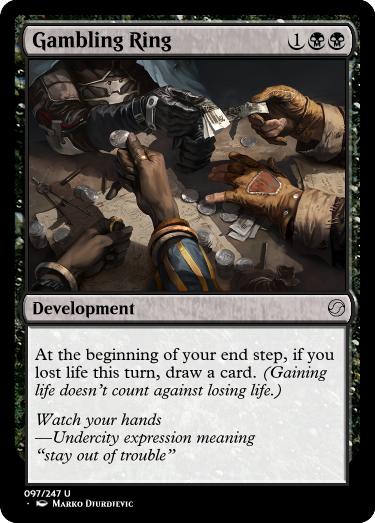 Gambling Ring 1
Development
At the beginning of your end step, if you
lost life this turn, draw a card. (Gaining
life doesn't count against losing life.)
Watch your hands
—Undercity expression meaning
"stay out of trouble"
097/247 U
· Marko Djurdjevic